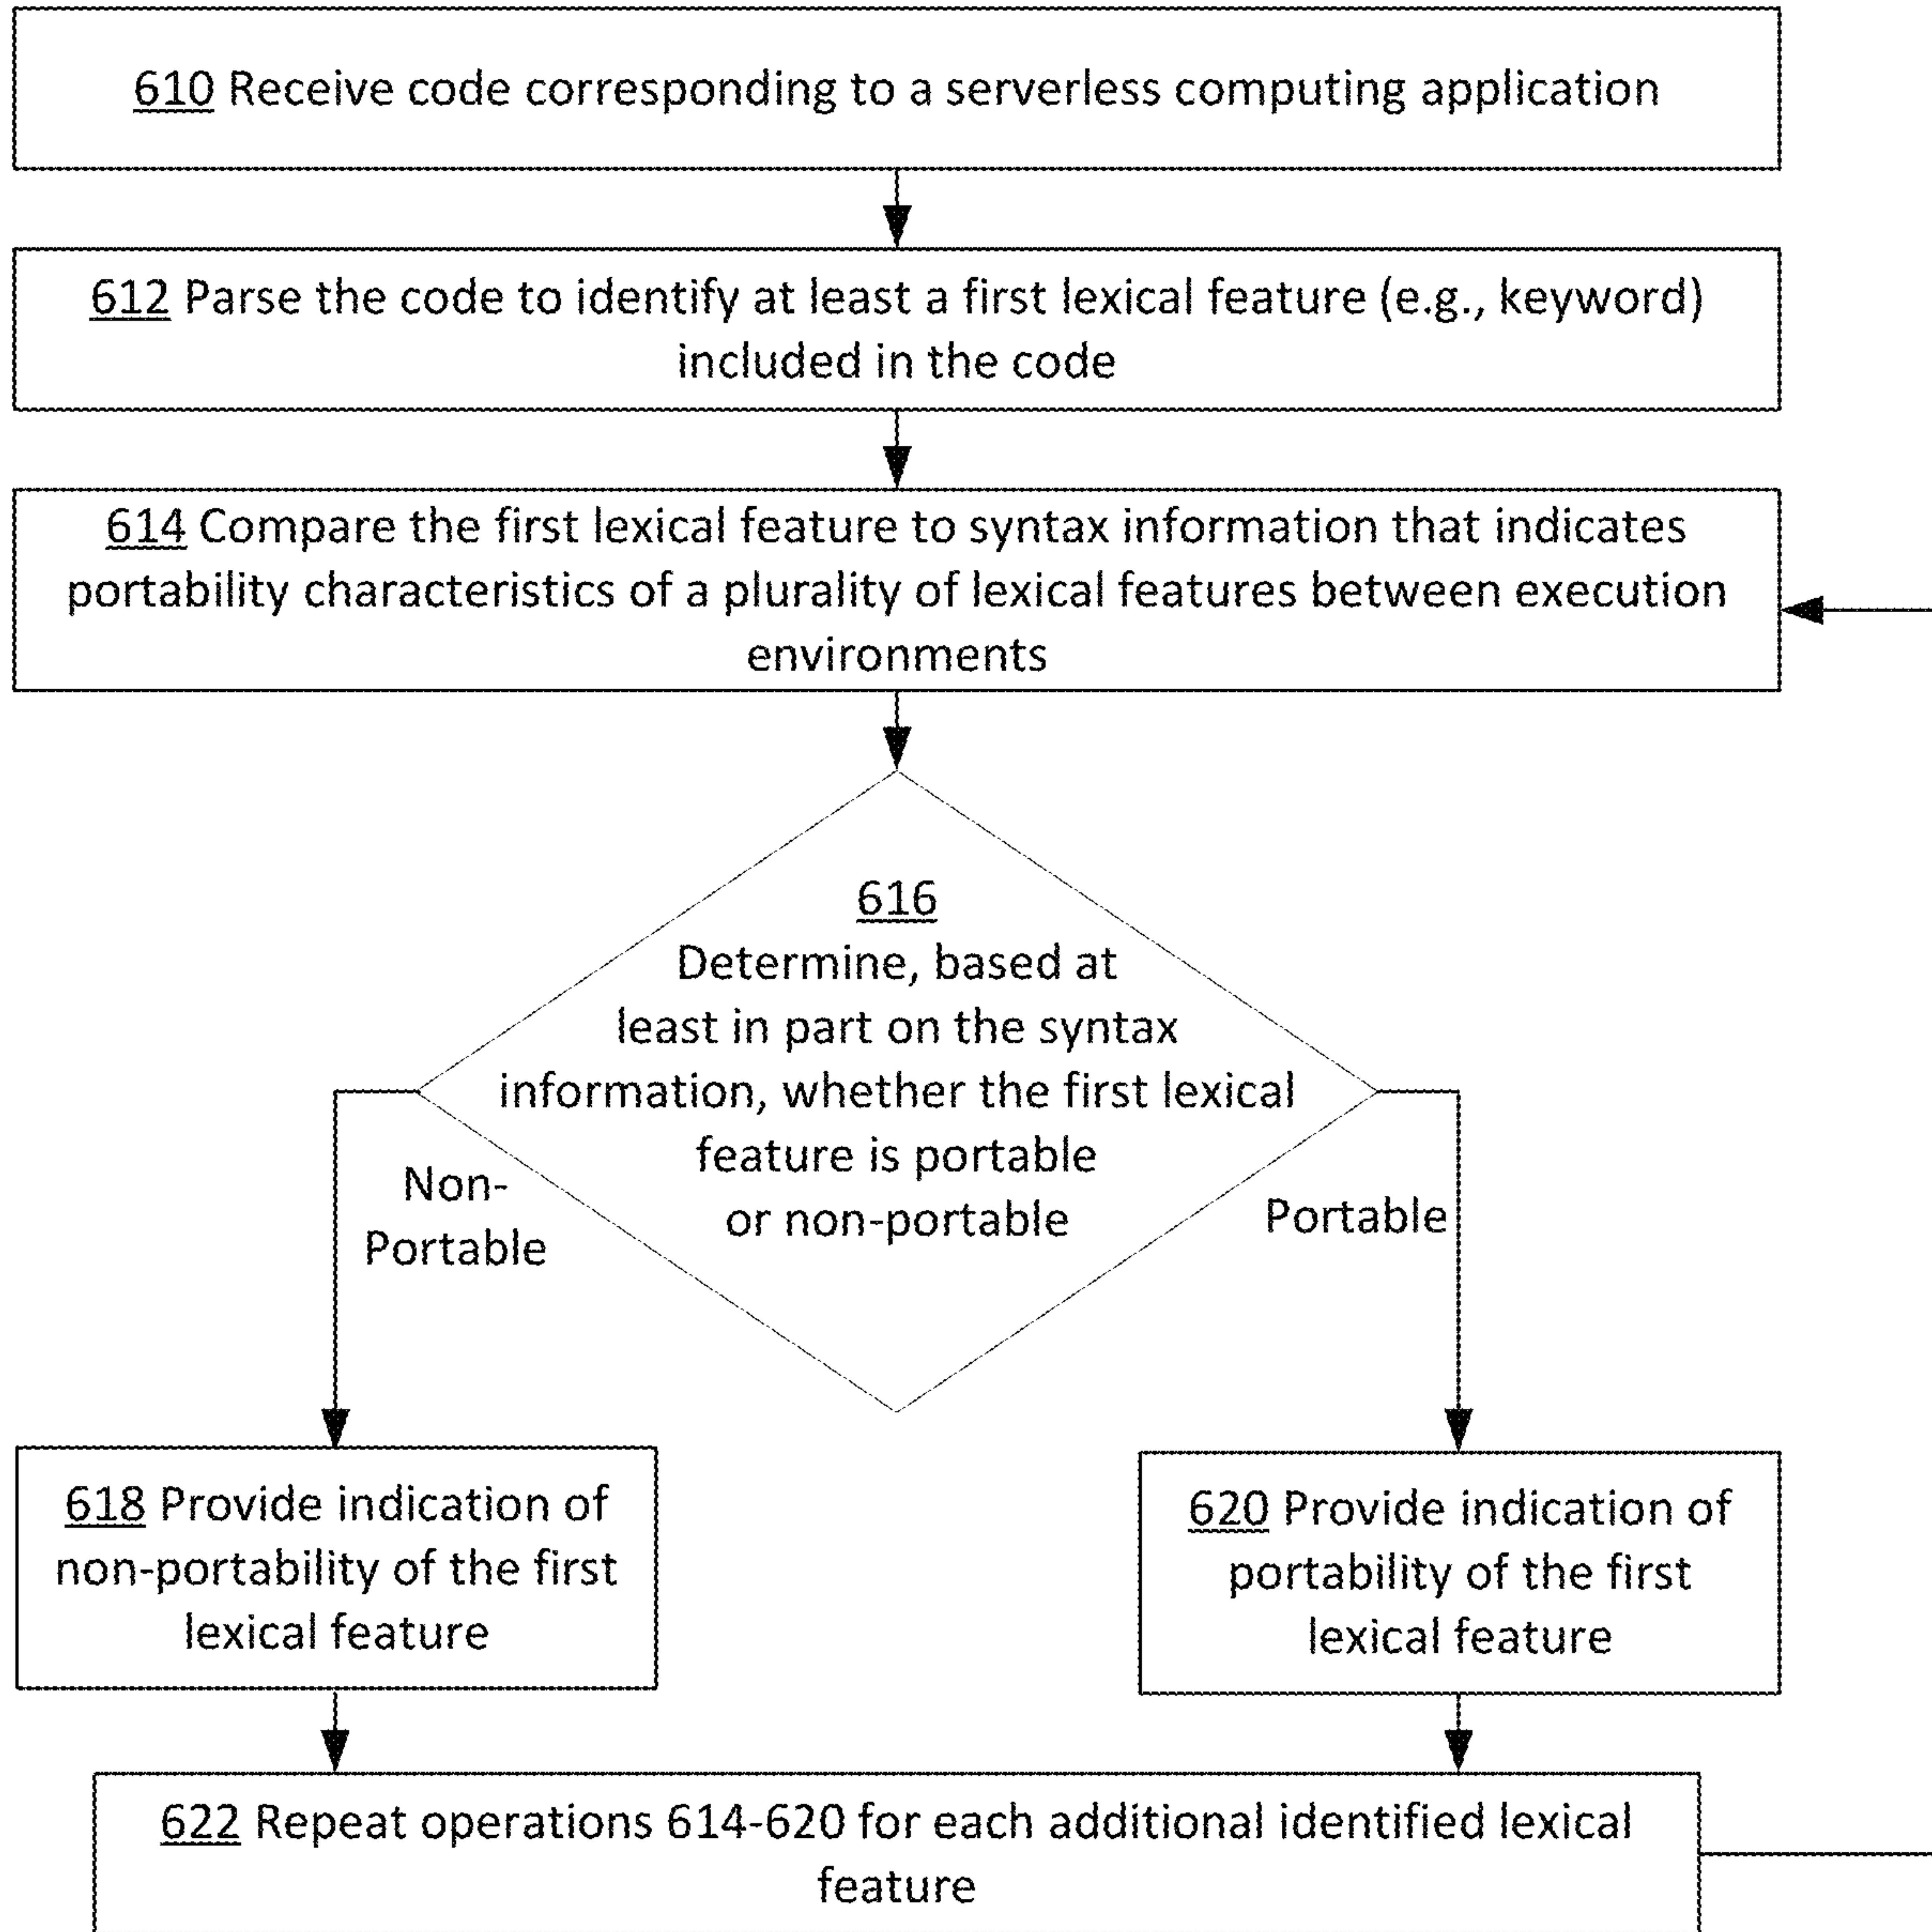 610 Receive code corresponding to a serverless computing application
612 Parse the code to identify at least a first lexical feature (e.g., keyword)
included in the code
614 Compare the first lexical feature to syntax information that indicates
portability characteristics of a plurality of lexical features between execution
environments
616
Determine, based at
least in part on the syntax
information, whether the first lexical
feature is portable
or non-portable
Non-
Portable
Portable
618 Provide indication of
non-portability of the first
lexical feature
620 Provide indication of
portability of the first
lexical feature
622 Repeat operations 614-620 for each additional identified lexical
feature